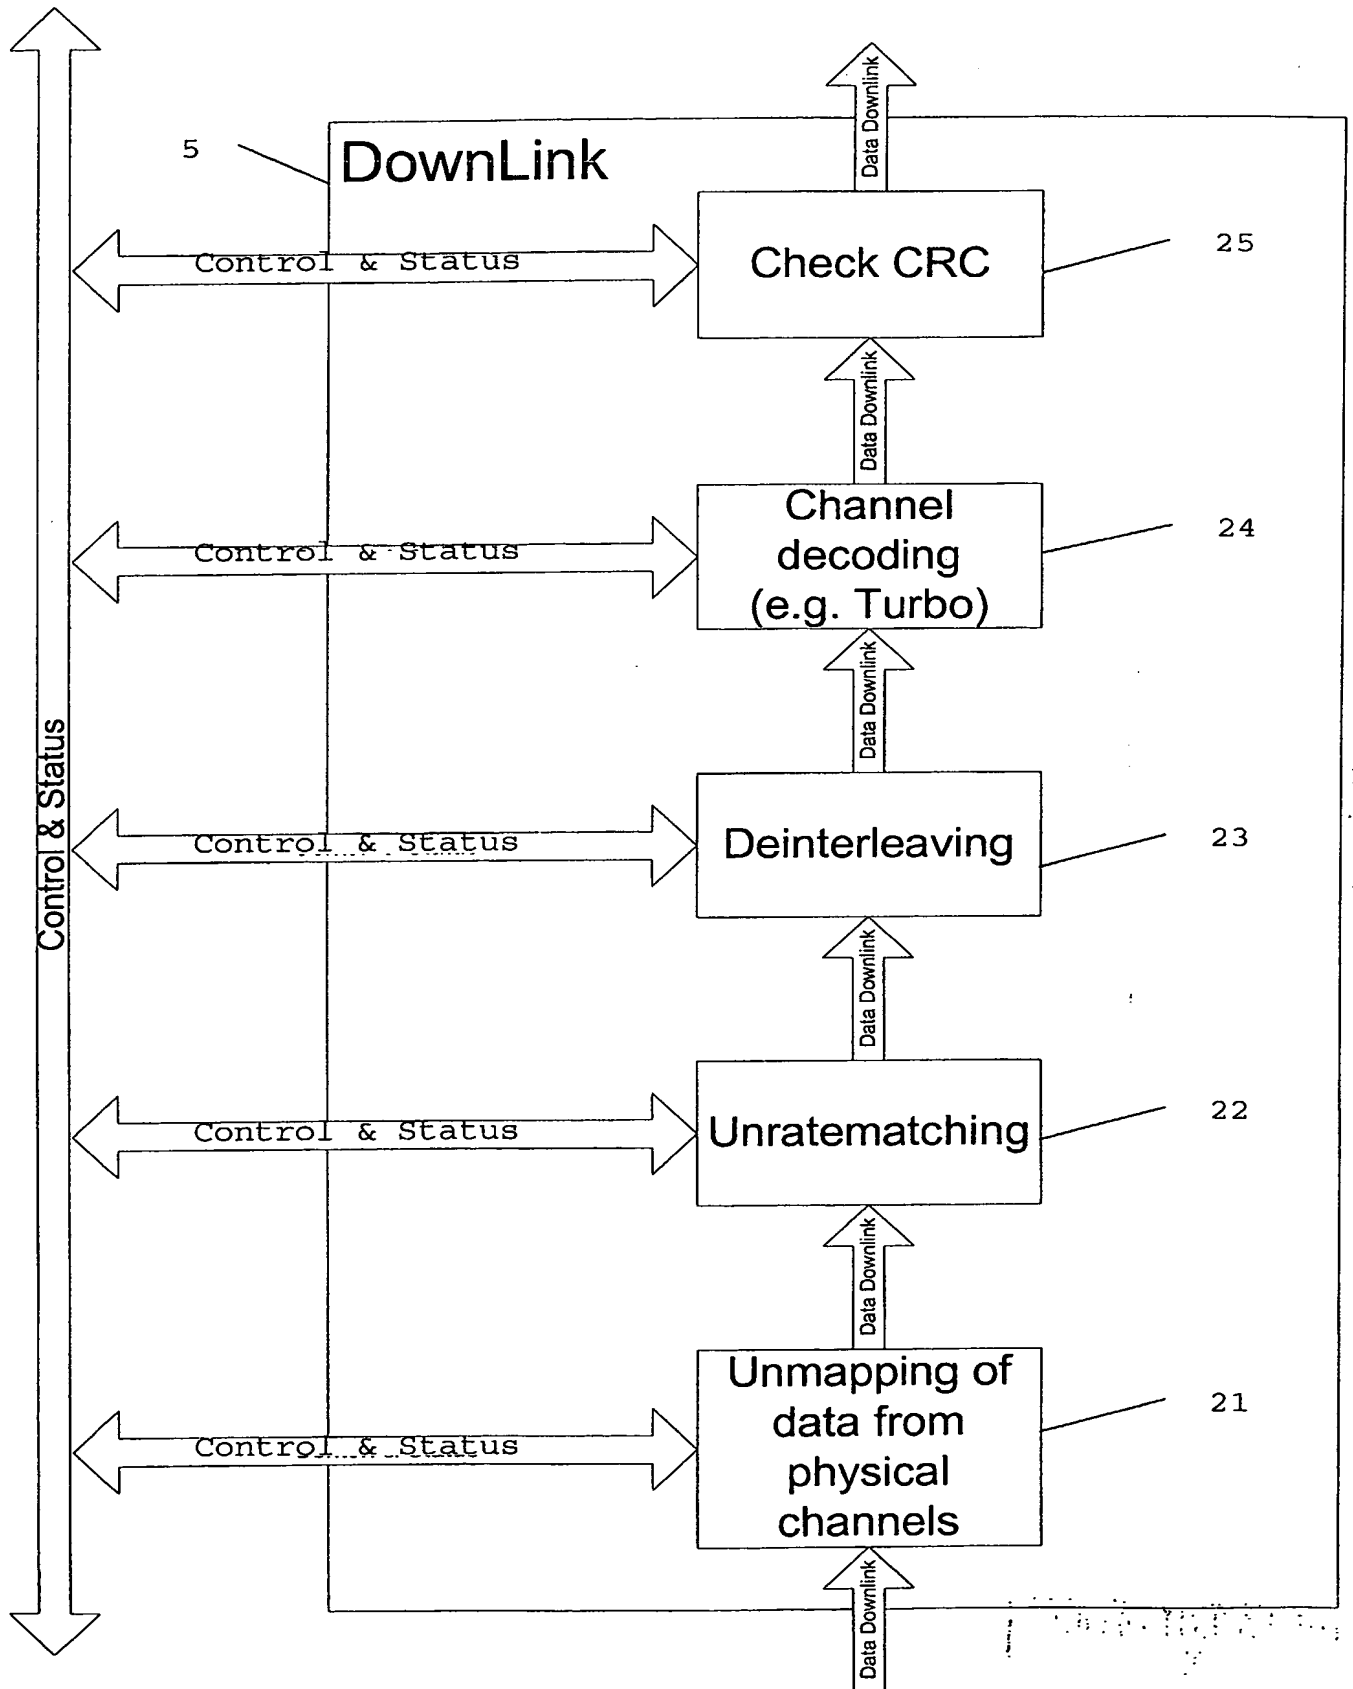 Data Downlink
5
DownLink
Control & Status
Check CRC
25
Data Downlink
Control & Status
Channel
decoding
(e.g. Turbo)
24
Data Downlink
Control & Status
Control & Status
Deinterleaving
23
Data Downlink
Control & Status
Unratematching
22
Data Downlink
Control & Status
Unmapping of
data from
physical
channels
21
Data Downlink